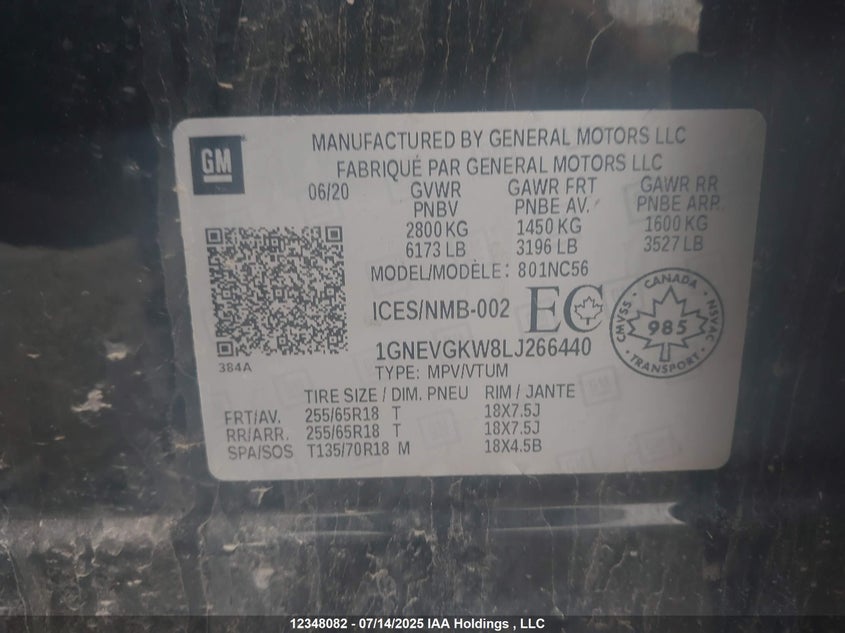 GM
MANUFACTURED BY GENERAL MOTORS LLC
FABRIQUÉ PAR GENERAL MOTORS LLC
06/20 GVWR GAWR FRT GAWR RR
PNBV PNBE AV. PNBE ARR.
2800 KG 1450 KG 1600 KG
6173 LB 3196 LB 3527 LB
MODEL/MODÈLE: 801NC56
ICES/NMB-002 EC
CANADA
CMVSS 985 NSVAC
TRANSPORT
1GNEVGKW8LJ266440
384A
TYPE: MPV/VTUM
TIRE SIZE / DIM. PNEU RIM / JANTE
FRT/AV. 255/65R18 T 18X7.5J
RR/ARR. 255/65R18 T 18X7.5J
SPA/SOS T135/70R18 M 18X4.5B
12348082 - 07/14/2025 IAA Holdings , LLC